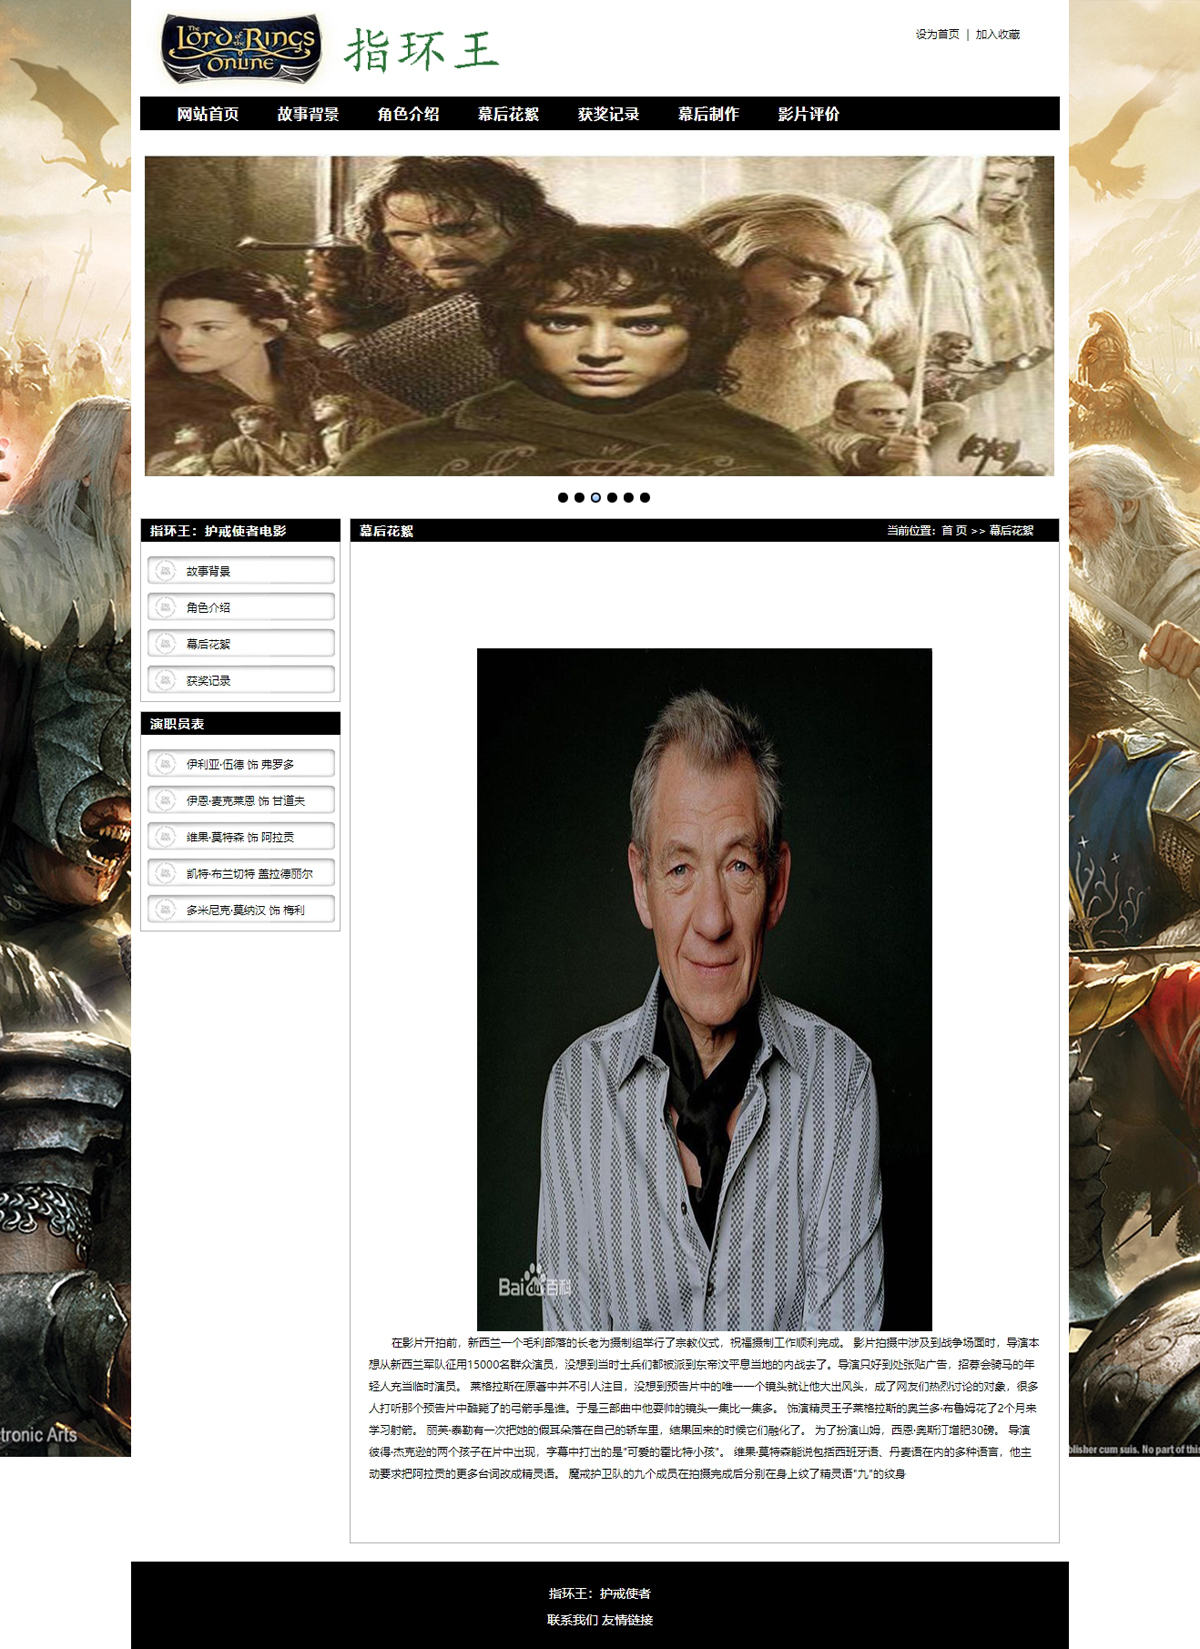 The
Lord of the Rings
Online
指环王
设为首页 | 加入收藏
网站首页 故事背景 角色介绍 幕后花絮 获奖记录 幕后制作 影片评价
指环王：护戒使者电影
故事背景
角色介绍
幕后花絮
获奖记录
演职员表
伊利亚·伍德 饰 弗罗多
伊恩·麦克莱恩 饰 甘道夫
维果·莫特森 饰 阿拉贡
凯特·布兰切特 盖拉德丽尔
多米尼克·莫纳汉 饰 梅利
幕后花絮
当前位置：首 页 >> 幕后花絮
Bai du 百科
在影片开拍前，新西兰一个毛利部落的长老为摄制组举行了宗教仪式，祝福摄制工作顺利完成。 影片拍摄中涉及到战争场面时，导演本
想从新西兰军队征用15000名群众演员，没想到当时士兵们都被派到东帝汶平息当地的内战去了。导演只好到处张贴广告，招募会骑马的年
轻人充当临时演员。 莱格拉斯在原著中并不引人注目，没想到预告片中的唯一一个镜头就让他大出风头，成了网友们热烈讨论的对象，很多
人打听那个预告片中酷毙了的弓箭手是谁。于是三部曲中他耍帅的镜头一集比一集多。 饰演精灵王子莱格拉斯的奥兰多·布鲁姆花了2个月来
学习射箭。 丽芙·泰勒有一次把她的假耳朵落在自己的轿车里，结果回来的时候它们融化了。 为了扮演山姆，西恩·奥斯汀增肥30磅。 导演
彼得·杰克逊的两个孩子在片中出现，字幕中打出的是"可爱的霍比特小孩"。 维果·莫特森能说包括西班牙语、丹麦语在内的多种语言，他主
动要求把阿拉贡的更多台词改成精灵语。 魔戒护卫队的九个成员在拍摄完成后分别在身上纹了精灵语"九"的纹身
tronic Arts
blisher cum suis. No part of this
指环王：护戒使者
联系我们 友情链接